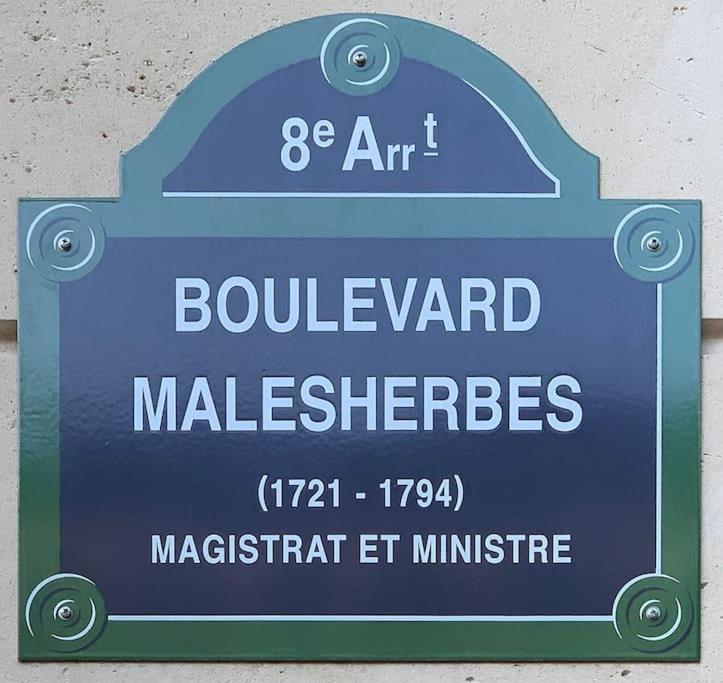 8e Arrt
BOULEVARD
MALESHERBES
(1721 - 1794)
MAGISTRAT ET MINISTRE